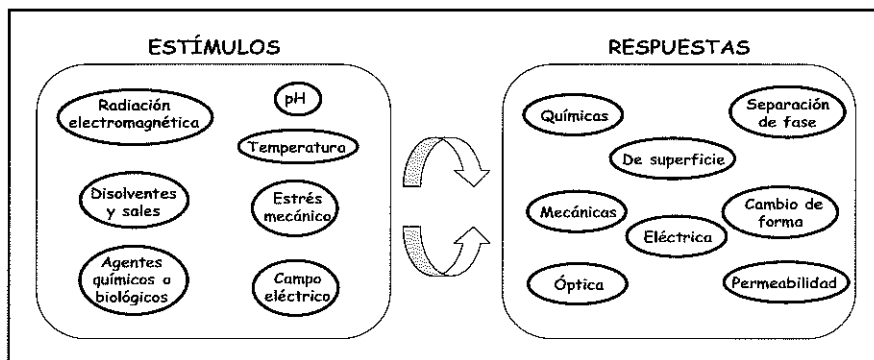 ESTÍMULOS
Radiación
electromagnética
pH
Temperatura
Disolventes
y sales
Estrés
mecánico
Agentes
químicos o
biológicos
Campo
eléctrico
RESPUESTAS
Químicas
Separación
de fase
De superficie
Mecánicas
Cambio de
forma
Eléctrica
Óptica
Permeabilidad